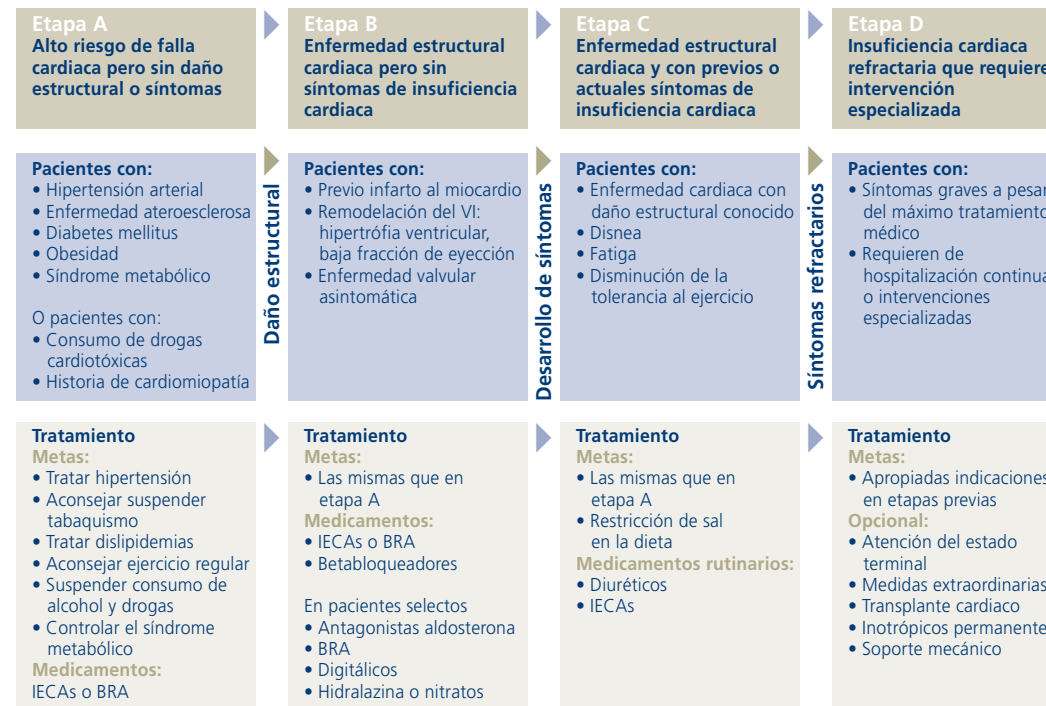 Etapa A
Alto riesgo de falla
cardiaca pero sin daño
estructural o síntomas
Etapa B
Enfermedad estructural
cardiaca pero sin
síntomas de insuficiencia
cardiaca
Etapa C
Enfermedad estructural
cardiaca y con previos o
actuales síntomas de
insuficiencia cardiaca
Etapa D
Insuficiencia cardiaca
refractaria que requiere
intervención
especializada
Pacientes con:
• Hipertensión arterial
• Enfermedad ateroesclerosa
• Diabetes mellitus
• Obesidad
• Síndrome metabólico
O pacientes con:
• Consumo de drogas
cardiotóxicas
• Historia de cardiomiopatía
Daño estructural
Pacientes con:
• Previo infarto al miocardio
• Remodelación del VI:
hipertrófia ventricular,
baja fracción de eyección
• Enfermedad valvular
asintomática
Desarrollo de síntomas
Pacientes con:
• Enfermedad cardiaca con
daño estructural conocido
• Disnea
• Fatiga
• Disminución de la
tolerancia al ejercicio
Síntomas refractarios
Pacientes con:
• Síntomas graves a pesar
del máximo tratamiento
médico
• Requieren de
hospitalización continua
o intervenciones
especializadas
Tratamiento
Metas:
• Tratar hipertensión
• Aconsejar suspender
tabaquismo
• Tratar dislipidemias
• Aconsejar ejercicio regular
• Suspender consumo de
alcohol y drogas
• Controlar el síndrome
metabólico
Medicamentos:
IECAs o BRA
Tratamiento
Metas:
• Las mismas que en
etapa A
Medicamentos:
• IECAs o BRA
• Betabloqueadores
En pacientes selectos
• Antagonistas aldosterona
• BRA
• Digitálicos
• Hidralazina o nitratos
Tratamiento
Metas:
• Las mismas que en
etapa A
• Restricción de sal
en la dieta
Medicamentos rutinarios:
• Diuréticos
• IECAs
Tratamiento
Metas:
• Apropiadas indicaciones
en etapas previas
Opcional:
• Atención del estado
terminal
• Medidas extraordinarias
• Transplante cardiaco
• Inotrópicos permanente
• Soporte mecánico